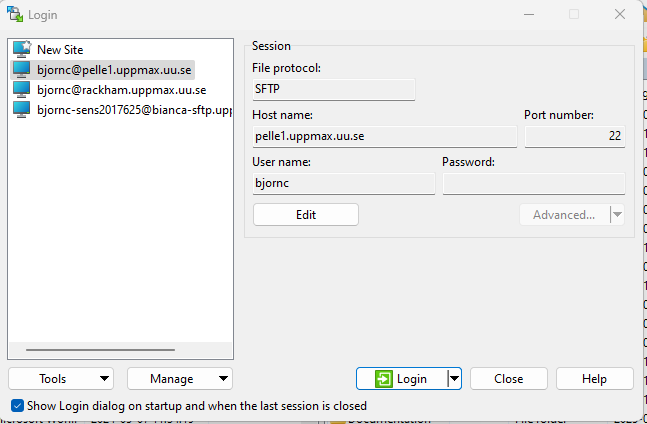 Login
New Site
bjornc@pelle1.uppmax.uu.se
bjornc@rackham.uppmax.uu.se
bjornc-sens2017625@bianca-sftp.upp
Session
File protocol:
SFTP
Host name:
Port number:
pelle1.uppmax.uu.se
22
User name:
Password:
bjornc
Edit
Advanced...
Tools
Manage
Login
Close
Help
Show Login dialog on startup and when the last session is closed